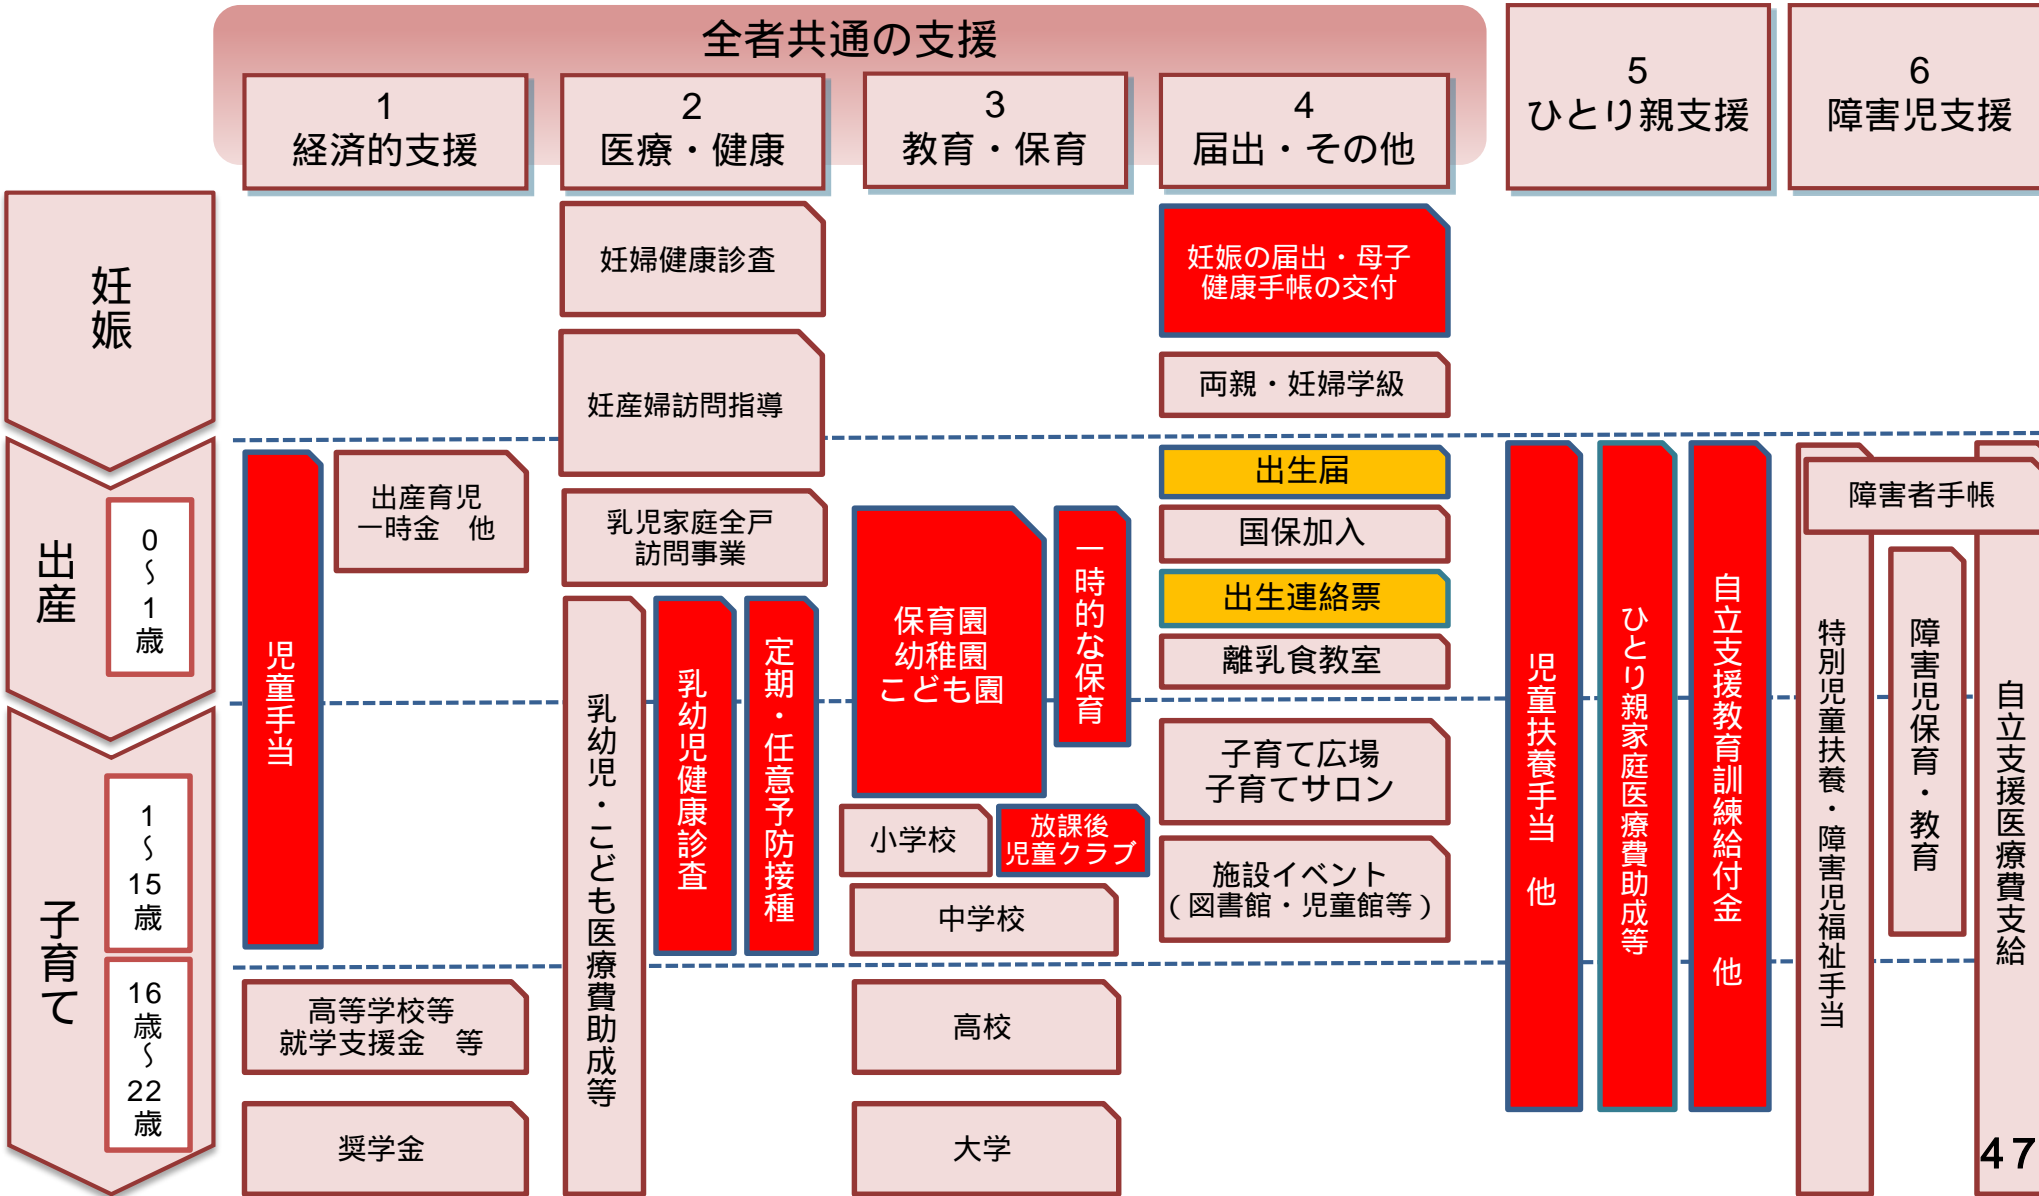 全者共通の支援
1
経済的支援
2
医療・健康
3
教育・保育
4
届出・その他
5
ひとり親支援
6
障害児支援
妊娠
出産
0～1歳
子育て
1～15歳
16歳～22歳
児童手当
出産育児
一時金　他
高等学校等
就学支援金　等
奨学金
妊婦健康診査
妊産婦訪問指導
乳児家庭全戸
訪問事業
乳幼児・こども医療費助成等
乳幼児健康診査
定期・任意予防接種
保育園
幼稚園
こども園
一時的な保育
小学校
放課後
児童クラブ
中学校
高校
大学
妊娠の届出・母子
健康手帳の交付
両親・妊婦学級
出生届
国保加入
出生連絡票
離乳食教室
子育て広場
子育てサロン
施設イベント
(図書館・児童館等)
児童扶養手当　他
ひとり親家庭医療費助成等
自立支援教育訓練給付金　他
障害者手帳
特別児童扶養・障害児福祉手当
障害児保育・教育
自立支援医療費支給
47